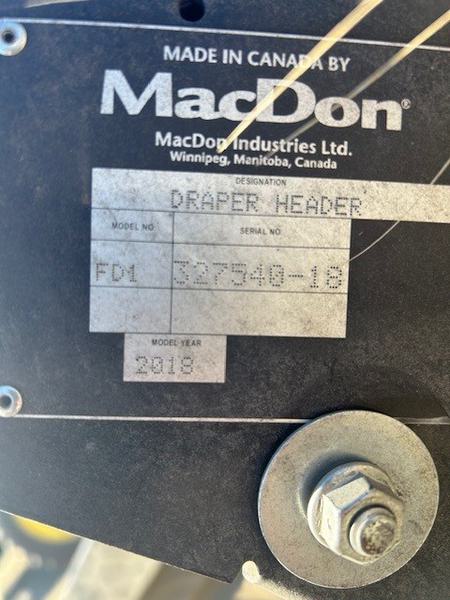 MADE IN CANADA BY
MacDon®
MacDon Industries Ltd.
Winnipeg, Manitoba, Canada
DESIGNATION
DRAPER HEADER
MODEL NO SERIAL NO
FD1 327540-18
MODEL YEAR
2018